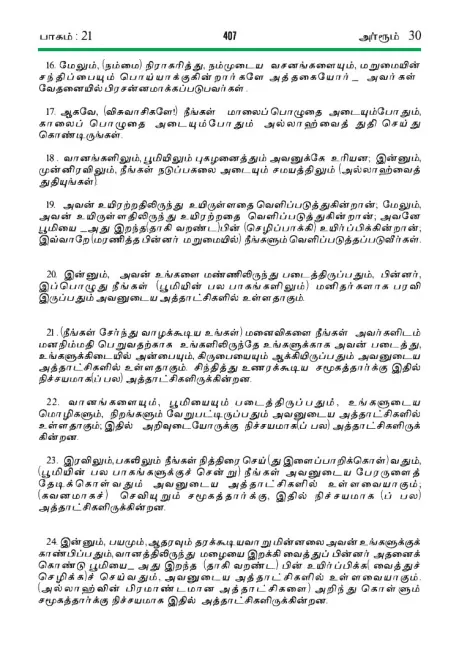 பாகம் : 21 407 அர்ரூம் 30
16. மேலும், (நம்மை) நிராகரித்து, நம்முடைய வசனங்களையும், மறுமையின்
சந்திப்பையும் பொய்யாக்குகின்றார்களே அத்தகையோர் _ அவர்கள்
வேதனையில் பிரசன்னமாக்கப்படுபவர்கள் .
17. ஆகவே, (விசுவாசிகளே!) நீங்கள் மாலைப்பொழுதை அடையும்போதும்,
காலைப் பொழுதை அடையும்போதும் அல்லாஹ்வைத் துதி செய்து
கொண்டிருங்கள்.
18 . வானங்களிலும், பூமியிலும் புகழனைத்தும் அவனுக்கே உரியன; இன்னும்,
முன்னிரவிலும், நீங்கள் நடுப்பகலை அடையும் சமயத்திலும் (அல்லாஹ்வைத்
துதியுங்கள்).
19. அவன் உயிரற்றதிலிருந்து உயிருள்ளதை வெளிப்படுத்துகின்றான்; மேலும்,
அவன் உயிருள்ளதிலிருந்து உயிரற்றதை வெளிப்படுத்துகின்றான்; அவனே
பூமியை _அது இறந்த(தாகி வறண்ட)பின் (செழிப்பாக்கி) உயிர்ப்பிக்கின்றான்;
இவ்வாறே (மரணித்த பின்னர் மறுமையில்) நீங்களும் வெளிப்படுத்தப்படுவீர்கள்.
20. இன்னும், அவன் உங்களை மண்ணிலிருந்து படைத்திருப்பதும், பின்னர்,
இப்பொழுது நீங்கள் (பூமியின் பல பாகங்களிலும்) மனிதர்களாக பரவி
இருப்பதும் அவனுடைய அத்தாட்சிகளில் உள்ளதாகும்.
21. (நீங்கள் சேர்ந்து வாழக்கூடிய உங்கள்) மனைவிகளை நீங்கள் அவர்களிடம்
மனநிம்மதி பெறுவதற்காக உங்களிலிருந்தே உங்களுக்காக அவன் படைத்து,
உங்களுக்கிடையில் அன்பையும், கிருபையையும் ஆக்கியிருப்பதும் அவனுடைய
அத்தாட்சிகளில் உள்ளதாகும். சிந்தித்து உணரக்கூடிய சமூகத்தார்க்கு இதில்
நிச்சயமாக(ப் பல) அத்தாட்சிகளிருக்கின்றன.
22. வானங்களையும், பூமியையும் படைத்திருப்பதும், உங்களுடைய
மொழிகளும், நிறங்களும் வேறுபட்டிருப்பதும் அவனுடைய அத்தாட்சிகளில்
உள்ளதாகும்; இதில் அறிவுடையோருக்கு நிச்சயமாக(ப் பல) அத்தாட்சிகளிருக்
கின்றன.
23. இரவிலும், பகலிலும் நீங்கள் நித்திரை செய்(து இளைப்பாறிக்கொள்)வதும்,
(பூமியின் பல பாகங்களுக்குச் சென்று) நீங்கள் அவனுடைய பேரருளைத்
தேடிக்கொள்வதும் அவனுடைய அத்தாட்சிகளில் உள்ளவையாகும்;
(கவனமாகச்) செவியுறும் சமூகத்தார்க்கு, இதில் நிச்சயமாக (ப் பல)
அத்தாட்சிகளிருக்கின்றன.
24. இன்னும், பயமும், ஆதரவும் தரக்கூடியவாறு மின்னலை அவன் உங்களுக்குக்
காண்பிப்பதும், வானத்திலிருந்து மழையை இறக்கி வைத்துப் பின்னர் அதனைக்
கொண்டு பூமியை_ அது இறந்த (தாகி வறண்ட) பின் உயிர்ப்பிக்க( வைத்துச்
செழிக்க)ச் செய்வதும், அவனுடைய அத்தாட்சிகளில் உள்ளவையாகும்.
(அல்லாஹ்வின் பிரமாண்டமான அத்தாட்சிகளை) அறிந்து கொள்ளும்
சமூகத்தார்க்கு நிச்சயமாக இதில் அத்தாட்சிகளிருக்கின்றன.